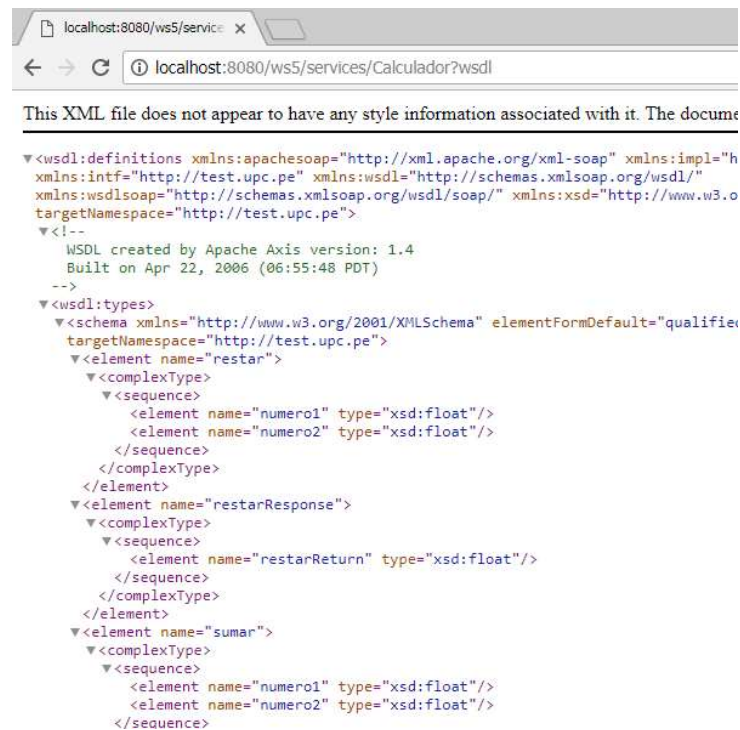 localhost:8080/ws5/service
localhost:8080/ws5/services/Calculador?wsdl
This XML file does not appear to have any style information associated with it. The docume
▼<wsdl:definitions xmlns:apachesoap="http://xml.apache.org/xml-soap" xmlns:impl="h
xmlns:intf="http://test.upc.pe" xmlns:wsdl="http://schemas.xmlsoap.org/wsdl/"
xmlns:wsdlsoap="http://schemas.xmlsoap.org/wsdl/soap/" xmlns:xsd="http://www.w3.o
targetNamespace="http://test.upc.pe">
▼<!--
WSDL created by Apache Axis version: 1.4
Built on Apr 22, 2006 (06:55:48 PDT)
-->
▼<wsdl:types>
▼<schema xmlns="http://www.w3.org/2001/XMLSchema" elementFormDefault="qualified
targetNamespace="http://test.upc.pe">
▼<element name="restar">
▼<complexType>
▼<sequence>
<element name="numero1" type="xsd:float"/>
<element name="numero2" type="xsd:float"/>
</sequence>
</complexType>
</element>
▼<element name="restarResponse">
▼<complexType>
▼<sequence>
<element name="restarReturn" type="xsd:float"/>
</sequence>
</complexType>
</element>
▼<element name="sumar">
▼<complexType>
▼<sequence>
<element name="numero1" type="xsd:float"/>
<element name="numero2" type="xsd:float"/>
</sequence>